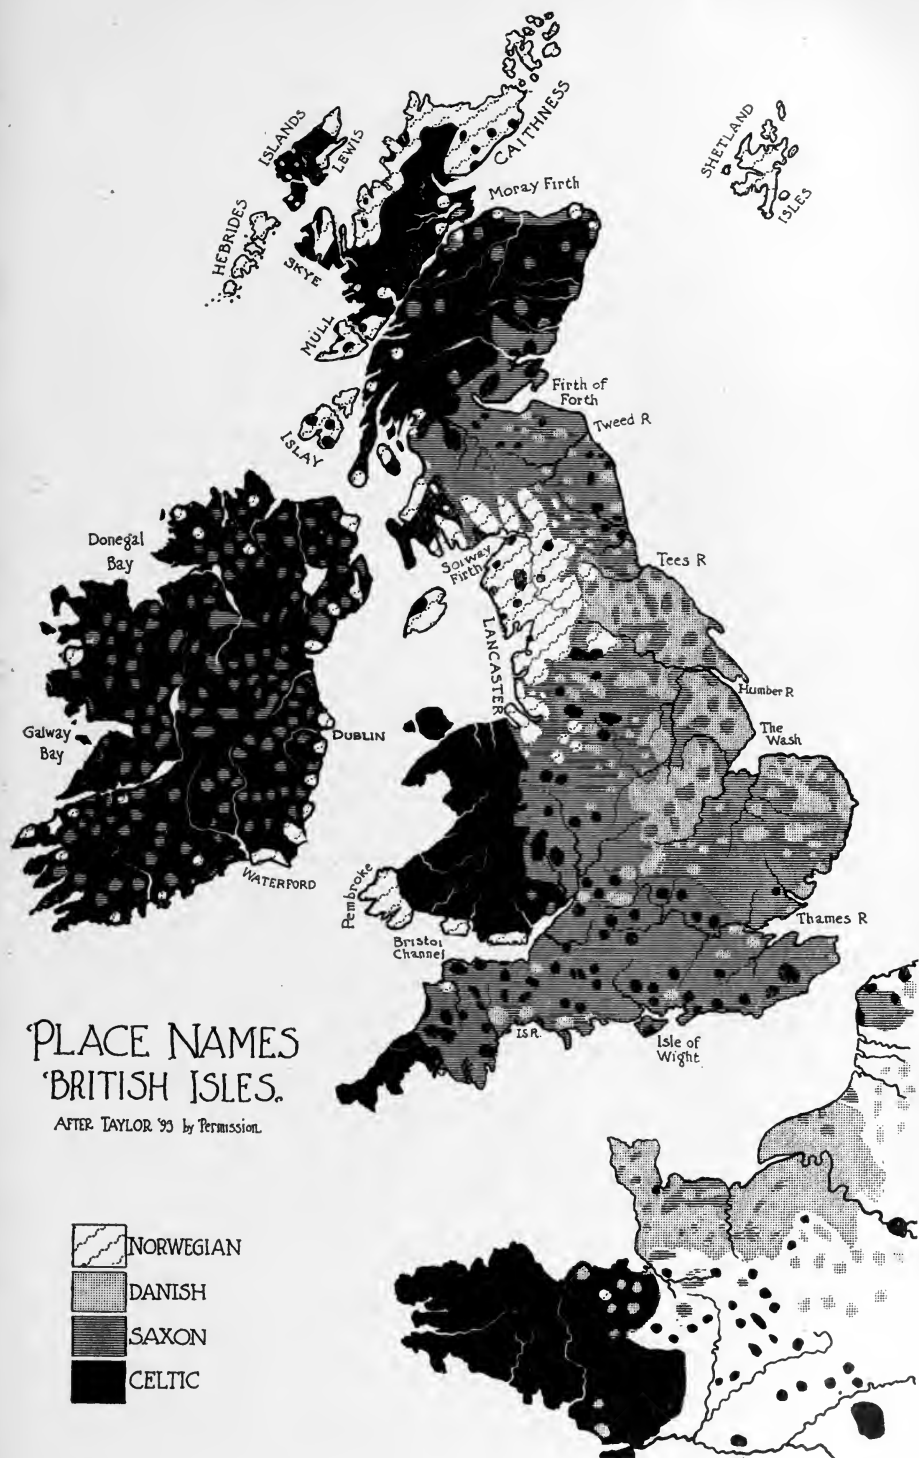 SHETLAND
ISLES
CAITHNESS
ISLANDS
LEWIS
Moray Firth
HEBRIDES
SKYE
MULL
Firth of
Forth
Tweed R
ISLAY
Donegal
Bay
Solway
Firth
Tees R
LANCASTER
Humber R
The
Wash
Galway
Bay
DUBLIN
WATERFORD
Pembroke
Bristol
Channel
Thames R
IS.R.
Isle of
Wight
PLACE NAMES
BRITISH ISLES.
AFTER TAYLOR '93 by Permission.
NORWEGIAN
DANISH
SAXON
CELTIC